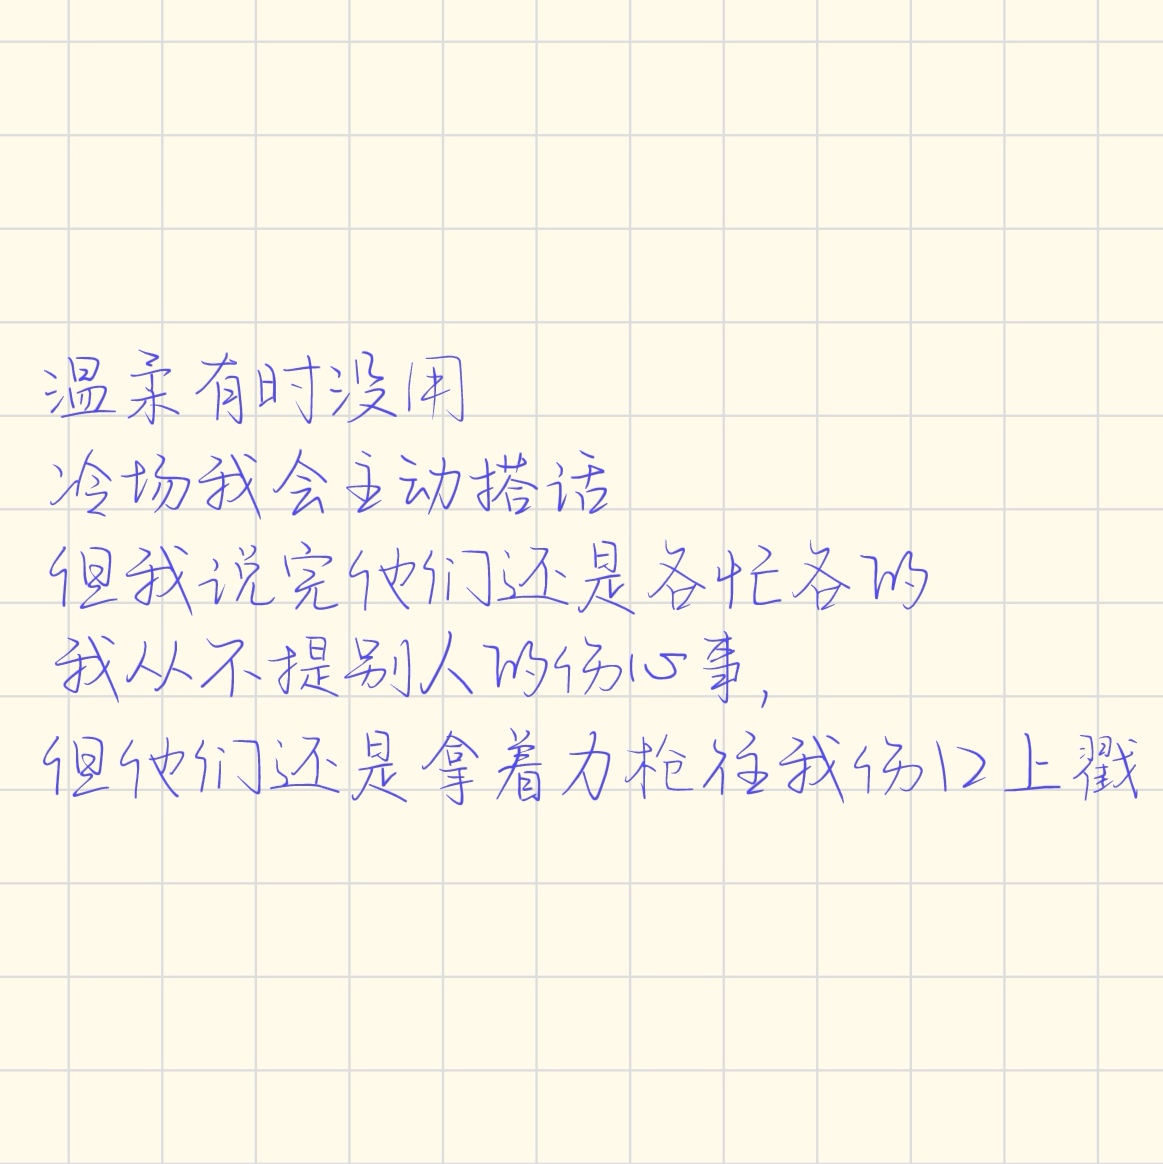 温柔有时没用
冷场我会主动搭话
但我说完他们还是各忙各的
我从不提别人的伤心事,
但他们还是拿着力枪往我伤口上戳